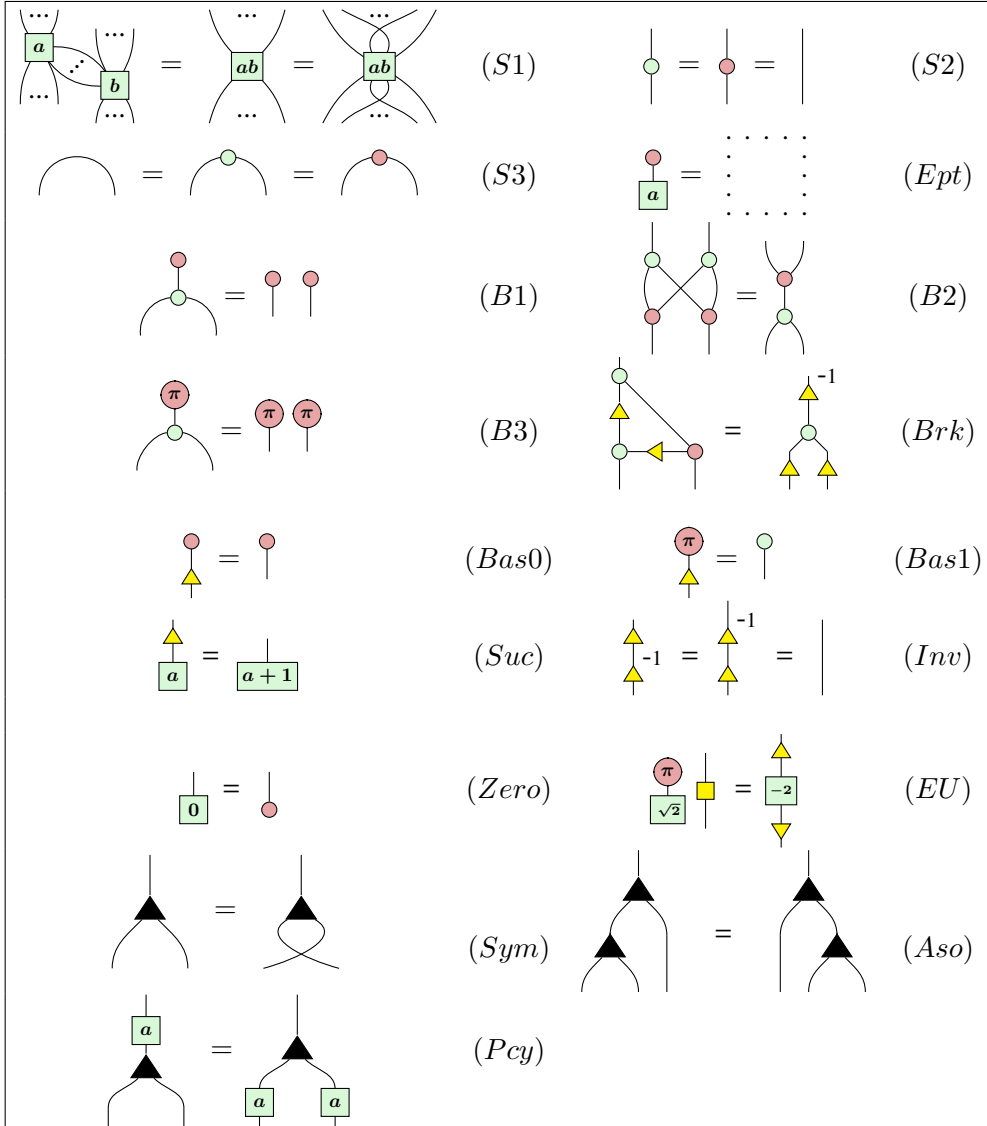 ... ...
a = ab = ab (S1) = = (S2)
b
... ... ... ...
= = (S3) a = (Ept)
= (B1) = (B2)
π = π π (B3) = -1 (Brk)
= (Bas0) π = (Bas1)
a = a + 1 (Suc) -1 = -1 = (Inv)
0 = (Zero) π √2 = -2 (EU)
= (Sym) = (Aso)
a = a a (Pcy)